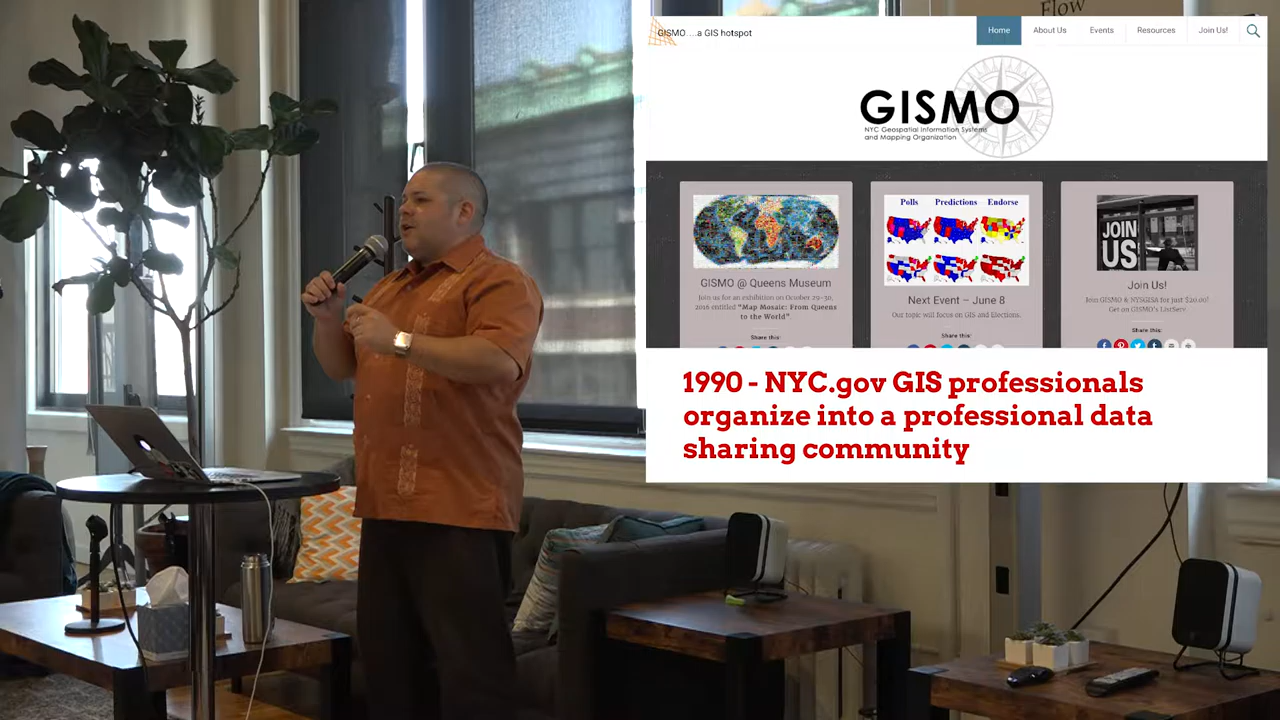 Flow
GISMO....a GIS hotspot
Home
About Us
Events
Resources
Join Us!
GISMO
NYC Geospatial Information Systems
and Mapping Organization
Polls Predictions Endorse
JOIN
US
GISMO @ Queens Museum
Join us for an exhibition on October 29-30,
2016 entitled "Map Mosaic: From Queens
to the World".
Share this:
Next Event – June 8
Our topic will focus on GIS and Elections.
Share this:
Join Us!
Join GISMO & NYSGISA for just $20.00!
Get on GISMO's ListServ.
Share this:
1990 - NYC.gov GIS professionals
organize into a professional data
sharing community